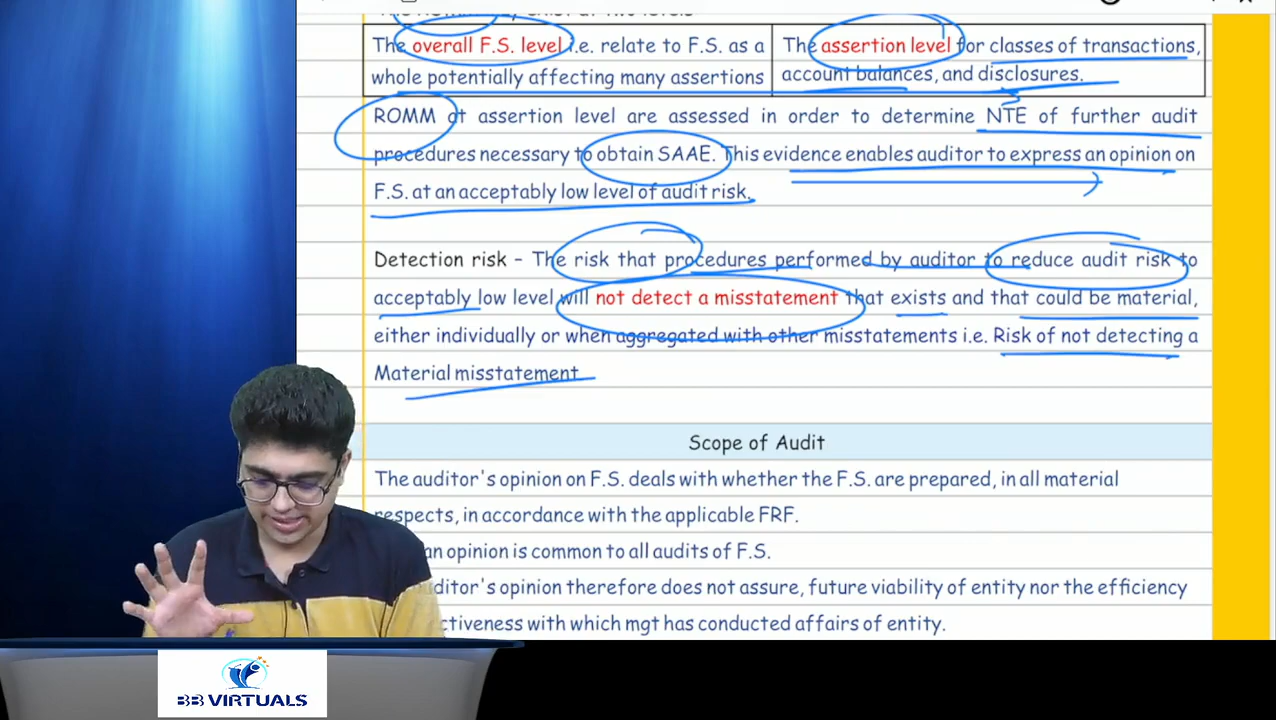 The overall F.S. level i.e. relate to F.S. as a
whole potentially affecting many assertions
The assertion level for classes of transactions,
account balances, and disclosures.
ROMM at assertion level are assessed in order to determine NTE of further audit
procedures necessary to obtain SAAE. This evidence enables auditor to express an opinion on
F.S. at an acceptably low level of audit risk.
Detection risk – The risk that procedures performed by auditor to reduce audit risk to
acceptably low level will not detect a misstatement that exists and that could be material,
either individually or when aggregated with other misstatements i.e. Risk of not detecting a
Material misstatement
Scope of Audit
The auditor's opinion on F.S. deals with whether the F.S. are prepared, in all material
respects, in accordance with the applicable FRF.
an opinion is common to all audits of F.S.
opinion therefore does not assure, future viability of entity nor the efficiency
with which mgt has conducted affairs of entity.
BB VIRTUALS